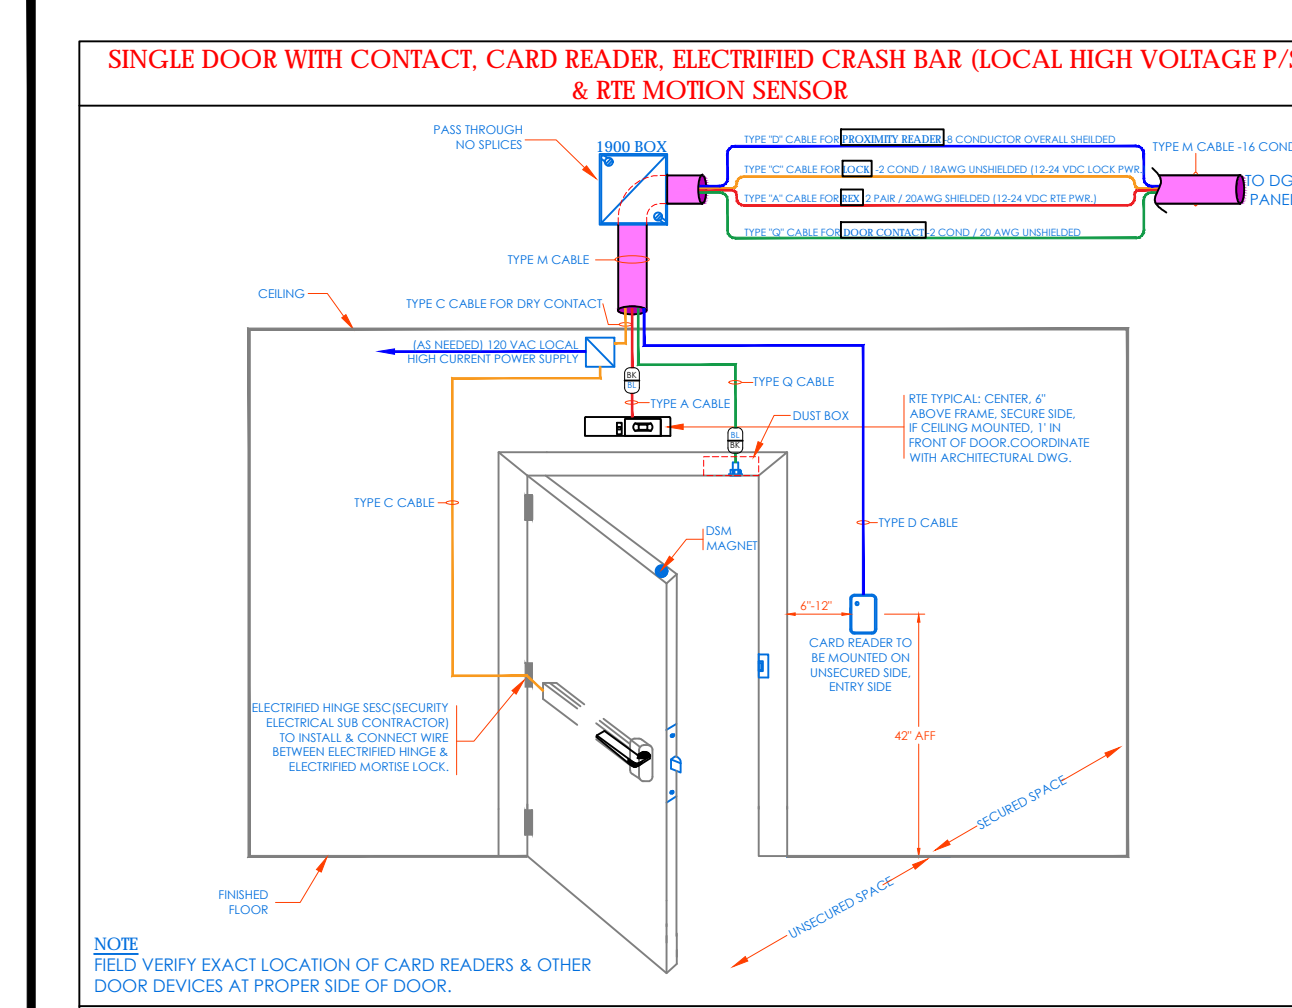 SINGLE DOOR WITH CONTACT, CARD READER, ELECTRIFIED CRASH BAR (LOCAL HIGH VOLTAGE P/S
& RTE MOTION SENSOR
PASS THROUGH
NO SPLICES
1900 BOX
TYPE "D" CABLE FOR PROXIMITY READER-8 CONDUCTOR OVERALL SHEILDED
TYPE "C" CABLE FOR LOCK -2 COND / 18AWG UNSHIELDED (12-24 VDC LOCK PWR.
TYPE "A" CABLE FOR REX 2 PAIR / 20AWG SHIELDED (12-24 VDC RTE PWR.)
TYPE "Q" CABLE FOR DOOR CONTACT-2 COND / 20 AWG UNSHIELDED
TYPE M CABLE -16 COND
TO DG
PANE
TYPE M CABLE
CEILING
TYPE C CABLE FOR DRY CONTACT
(AS NEEDED) 120 VAC LOCAL
HIGH CURRENT POWER SUPPLY
BK
BL
TYPE A CABLE
TYPE Q CABLE
DUST BOX
BL
BK
RTE TYPICAL: CENTER, 6"
ABOVE FRAME, SECURE SIDE,
IF CEILING MOUNTED, 1' IN
FRONT OF DOOR.COORDINATE
WITH ARCHITECTURAL DWG.
TYPE C CABLE
DSM
MAGNET
TYPE D CABLE
6"-12"
CARD READER TO
BE MOUNTED ON
UNSECURED SIDE,
ENTRY SIDE
ELECTRIFIED HINGE SESC(SECURITY
ELECTRICAL SUB CONTRACTOR)
TO INSTALL & CONNECT WIRE
BETWEEN ELECTRIFIED HINGE &
ELECTRIFIED MORTISE LOCK.
42" AFF
SECURED SPACE
UNSECURED SPACE
FINISHED
FLOOR
NOTE
FIELD VERIFY EXACT LOCATION OF CARD READERS & OTHER
DOOR DEVICES AT PROPER SIDE OF DOOR.